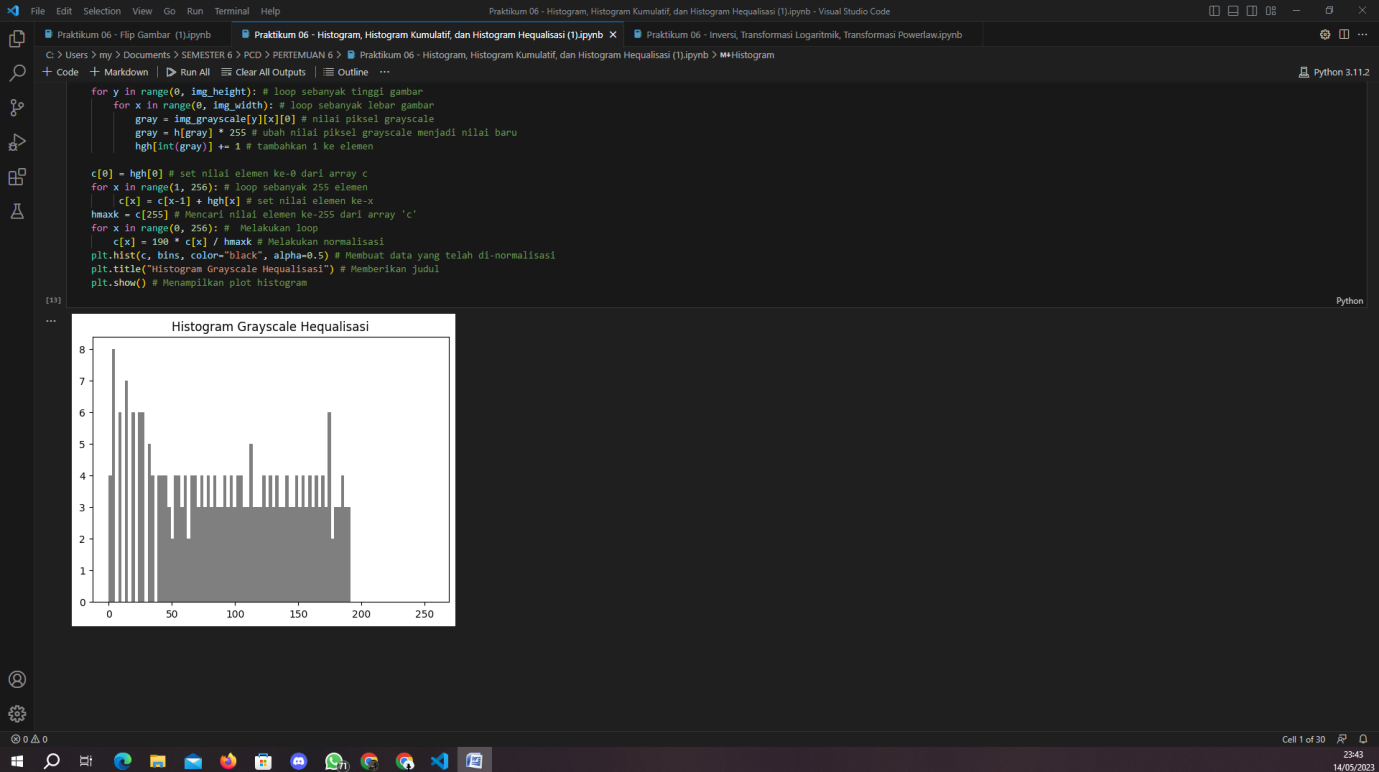 File Edit Selection View Go Run Terminal Help Praktikum 06 - Histogram, Histogram Kumulatif, dan Histogram Hequalisasi (1).ipynb - Visual Studio Code
Praktikum 06 - Flip Gambar (1).ipynb Praktikum 06 - Histogram, Histogram Kumulatif, dan Histogram Hequalisasi (1).ipynb Praktikum 06 - Inversi, Transformasi Logaritmik, Transformasi Powerlaw.ipynb
C: > Users > my > Documents > SEMESTER 6 > PCD > PERTEMUAN 6 > Praktikum 06 - Histogram, Histogram Kumulatif, dan Histogram Hequalisasi (1).ipynb > M+Histogram
+ Code + Markdown Run All Clear All Outputs Outline ... Python 3.11.2
for y in range(0, img_height): # loop sebanyak tinggi gambar
for x in range(0, img_width): # loop sebanyak lebar gambar
gray = img_grayscale[y][x][0] # nilai piksel grayscale
gray = h[gray] * 255 # ubah nilai piksel grayscale menjadi nilai baru
hgh[int(gray)] += 1 # tambahkan 1 ke elemen
c[0] = hgh[0] # set nilai elemen ke-0 dari array c
for x in range(1, 256): # loop sebanyak 255 elemen
c[x] = c[x-1] + hgh[x] # set nilai elemen ke-x
hmaxk = c[255] # Mencari nilai elemen ke-255 dari array 'c'
for x in range(0, 256): #  Melakukan loop
c[x] = 190 * c[x] / hmaxk # Melakukan normalisasi
plt.hist(c, bins, color="black", alpha=0.5) # Membuat data yang telah di-normalisasi
plt.title("Histogram Grayscale Hequalisasi") # Memberikan judul
plt.show() # Menampilkan plot histogram
[13] Python
...
Histogram Grayscale Hequalisasi
8
7
6
5
4
3
2
1
0
0 50 100 150 200 250
0 0 Cell 1 of 30
71
23:43
14/05/2023